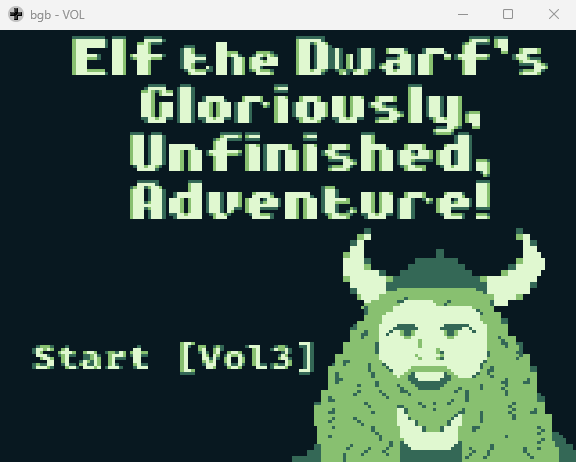 bgb - VOL
Elf the Dwarf's
Gloriously,
Unfinished,
Adventure!
Start [Vol3]